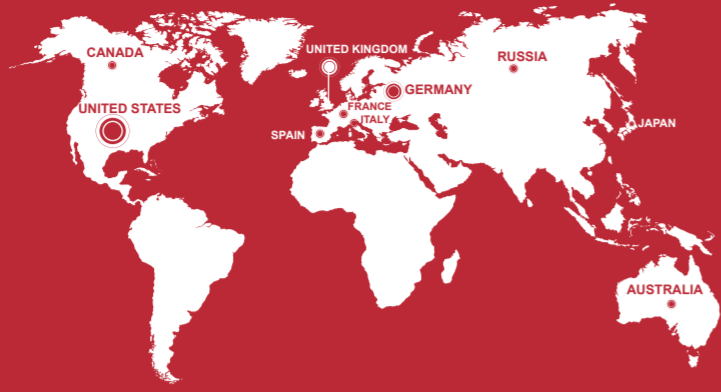 UNITED KINGDOM
CANADA
RUSSIA
GERMANY
UNITED STATES
FRANCE
ITALY
JAPAN
SPAIN
AUSTRALIA